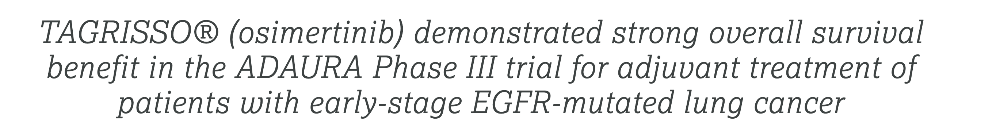 TAGRISSO® (osimertinib) demonstrated strong overall survival
benefit in the ADAURA Phase III trial for adjuvant treatment of
patients with early-stage EGFR-mutated lung cancer